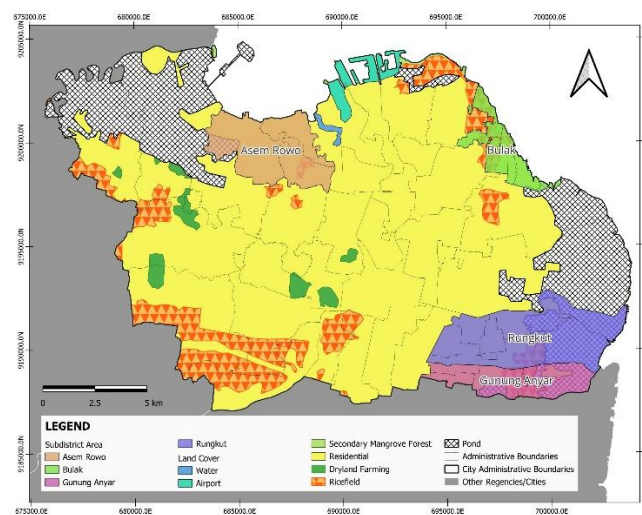 675000.0E 680000.0E 685000.0E 690000.0E 695000.0E 700000.0E
9205000.0N
9200000.0N
Asem Rowo
Bulak
9195000.0N
9190000.0N
Rungkut
Gunung Anyar
0 2.5 5 km
LEGEND
Subdistrict Area
Asem Rowo
Bulak
Gunung Anyar
Rungkut
Land Cover
Water
Airport
Secondary Mangrove Forest
Residential
Dryland Farming
Ricefield
Pond
Administrative Boundaries
City Administrative Boundaries
Other Regencies/Cities
9185000.0N
675000.0E 680000.0E 685000.0E 690000.0E 695000.0E 700000.0E